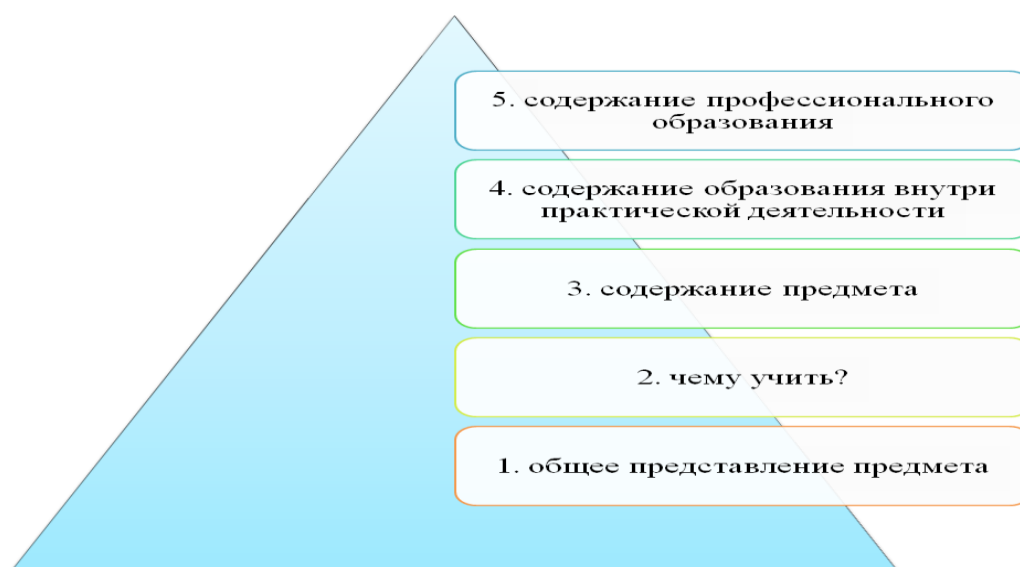 5. содержание профессионального
образования
4. содержание образования внутри
практической деятельности
3. содержание предмета
2. чему учить?
1. общее представление предмета